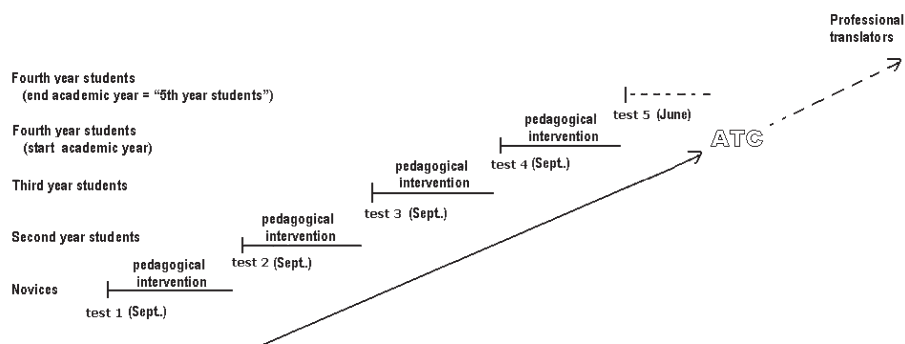 Professional
translators
Fourth year students
(end academic year = “5th year students”)
test 5 (June)
Fourth year students
(start academic year)
pedagogical
intervention
ATC
test 4 (Sept..)
Third year students
pedagogical
intervention
test 3 (Sept..)
Second year students
pedagogical
intervention
test 2 (Sept..)
Novices
pedagogical
intervention
test 1 (Sept..)